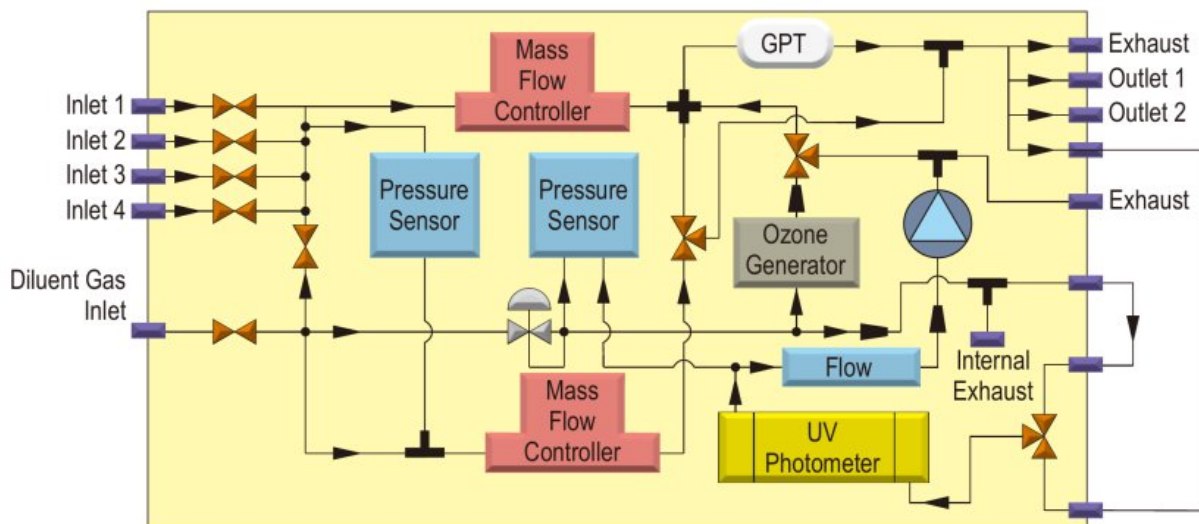 Mass
Flow
Controller
GPT
Exhaust
Outlet 1
Outlet 2
Inlet 1
Inlet 2
Inlet 3
Inlet 4
Pressure
Sensor
Pressure
Sensor
Ozone
Generator
Exhaust
Diluent Gas
Inlet
Flow
Internal
Exhaust
Mass
Flow
Controller
UV
Photometer